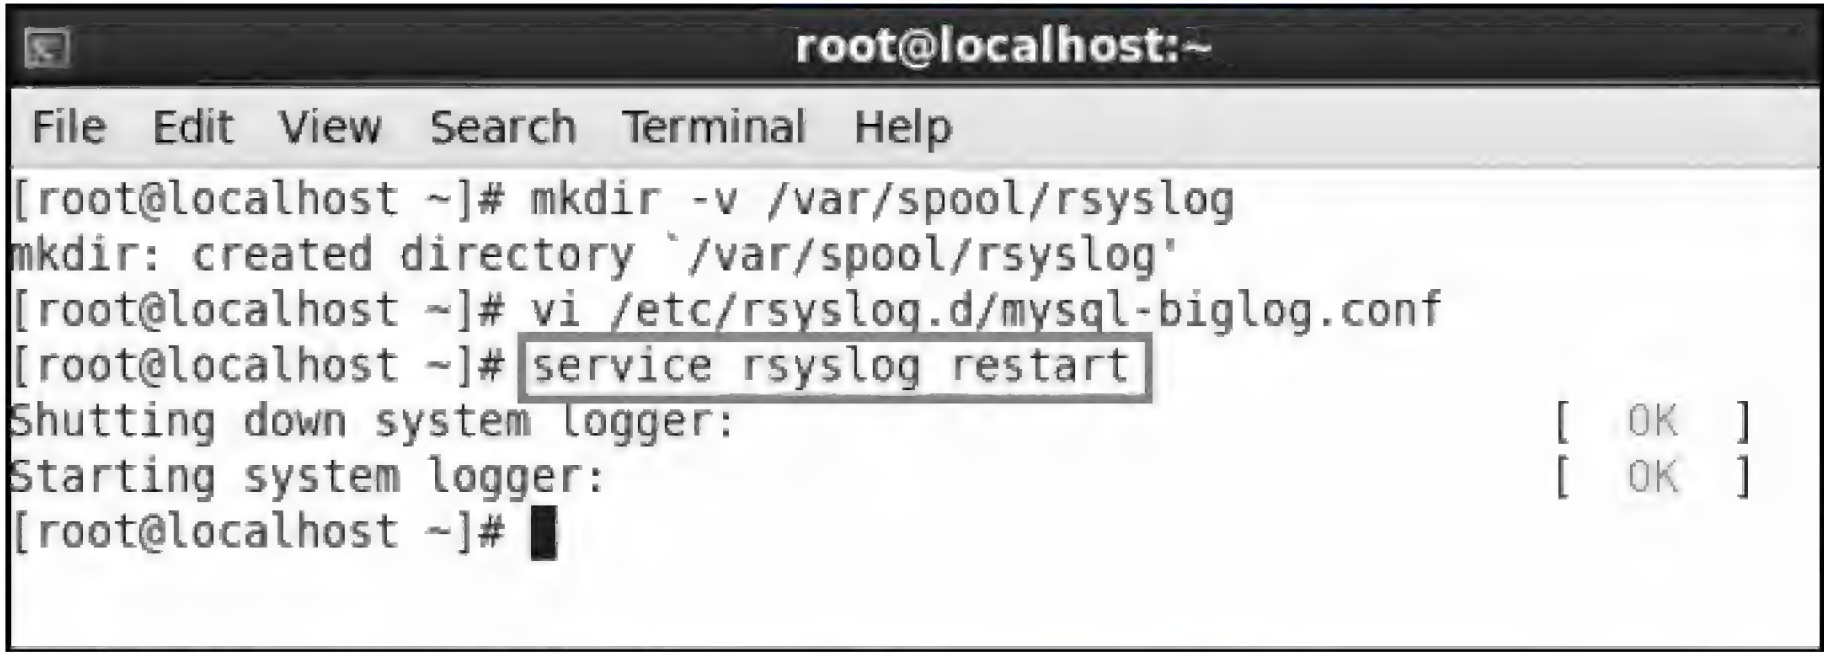 root@localhost:~
File Edit View Search Terminal Help
[root@localhost ~]# mkdir -v /var/spool/rsyslog
mkdir: created directory `/var/spool/rsyslog'
[root@localhost ~]# vi /etc/rsyslog.d/mysql-biglog.conf
[root@localhost ~]# service rsyslog restart
Shutting down system logger: [ OK ]
Starting system logger: [ OK ]
[root@localhost ~]#